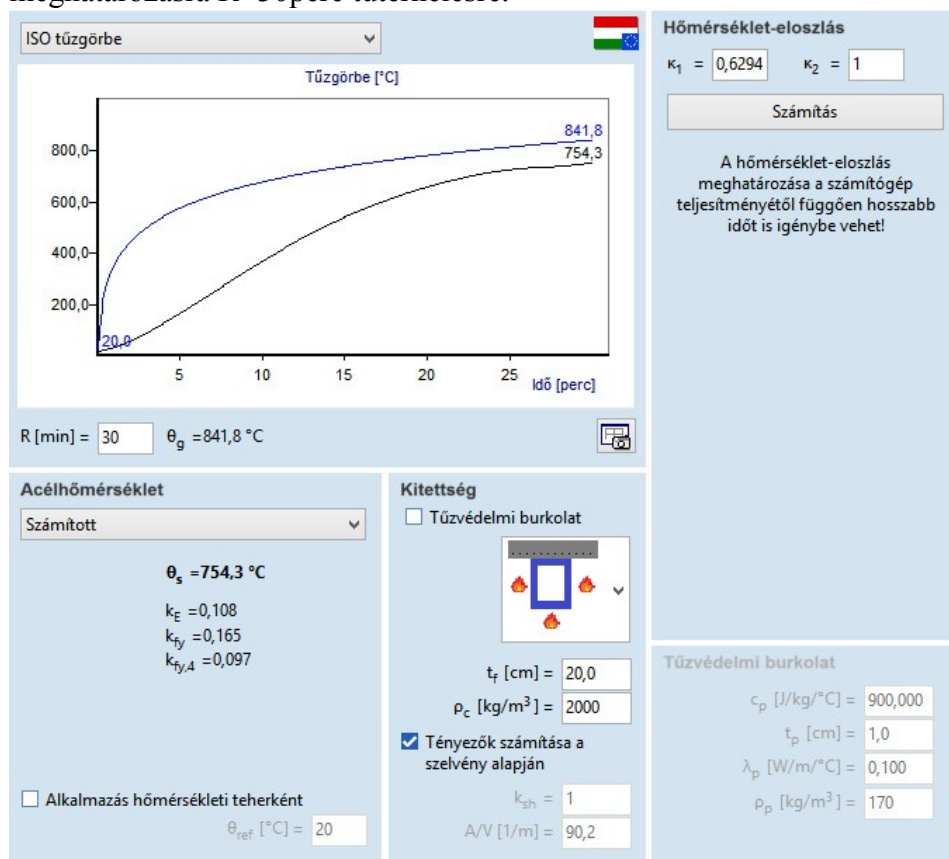 meghatározásra R=30perc tűzterhelésre.
ISO tűzgörbe
Tűzgörbe [°C]
841,8
754,3
800,0
600,0
400,0
200,0
20,0
5 10 15 20 25
Idő [perc]
R [min] = 30 θg =841,8 °C
Hőmérséklet-eloszlás
κ1 = 0,6294 κ2 = 1
Számítás
A hőmérséklet-eloszlás
meghatározása a számítógép
teljesítményétől függően hosszabb
időt is igénybe vehet!
Acélhőmérséklet
Számított
θs =754,3 °C
kE =0,108
kfy =0,165
kfy,4 =0,097
Alkalmazás hőmérsékleti teherként
θref [°C] = 20
Kitettség
Tűzvédelmi burkolat
tf [cm] = 20,0
ρc [kg/m³] = 2000
Tényezők számítása a
szelvény alapján
ksh = 1
A/V [1/m] = 90,2
Tűzvédelmi burkolat
cp [J/kg/°C] = 900,000
tp [cm] = 1,0
λp [W/m/°C] = 0,100
ρp [kg/m³] = 170